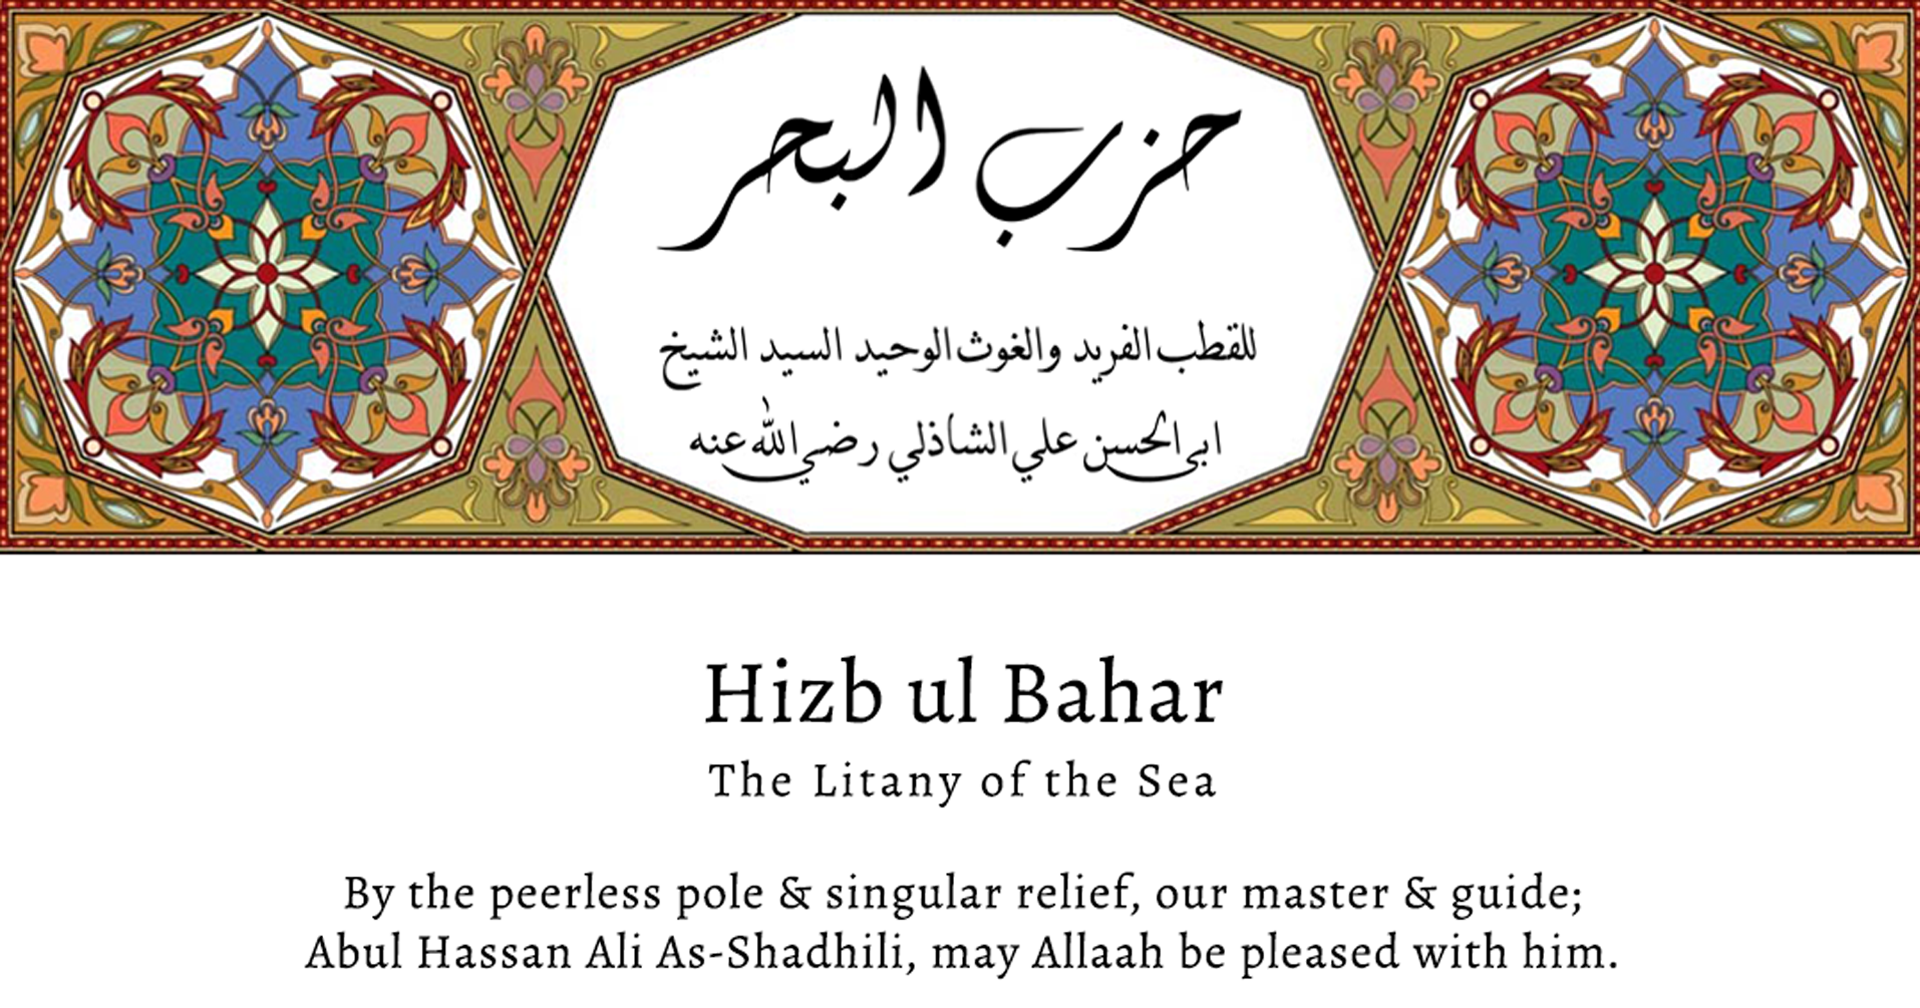 حزب البحر
للقطب الفريد والغوث الوحيد السيد الشيخ
ابى الحسن علي الشاذلي رضي الله عنه
Hizb ul Bahar
The Litany of the Sea
By the peerless pole & singular relief, our master & guide;
Abul Hassan Ali As-Shadhili, may Allaah be pleased with him.